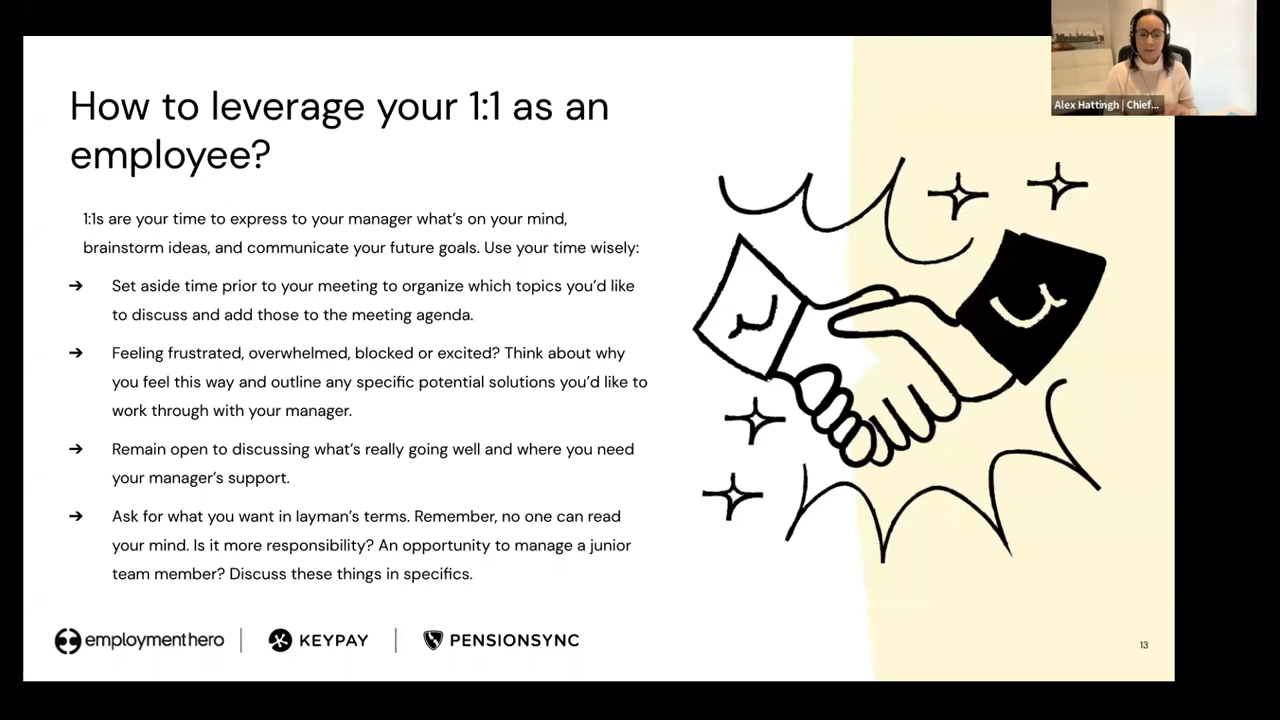 Alex Hattingh | Chief...
How to leverage your 1:1 as an
employee?
1:1s are your time to express to your manager what's on your mind,
brainstorm ideas, and communicate your future goals. Use your time wisely:
➔ Set aside time prior to your meeting to organize which topics you'd like
to discuss and add those to the meeting agenda.
➔ Feeling frustrated, overwhelmed, blocked or excited? Think about why
you feel this way and outline any specific potential solutions you'd like to
work through with your manager.
➔ Remain open to discussing what's really going well and where you need
your manager's support.
➔ Ask for what you want in layman's terms. Remember, no one can read
your mind. Is it more responsibility? An opportunity to manage a junior
team member? Discuss these things in specifics.
employmenthero | KEYPAY | PENSIONSYNC
13